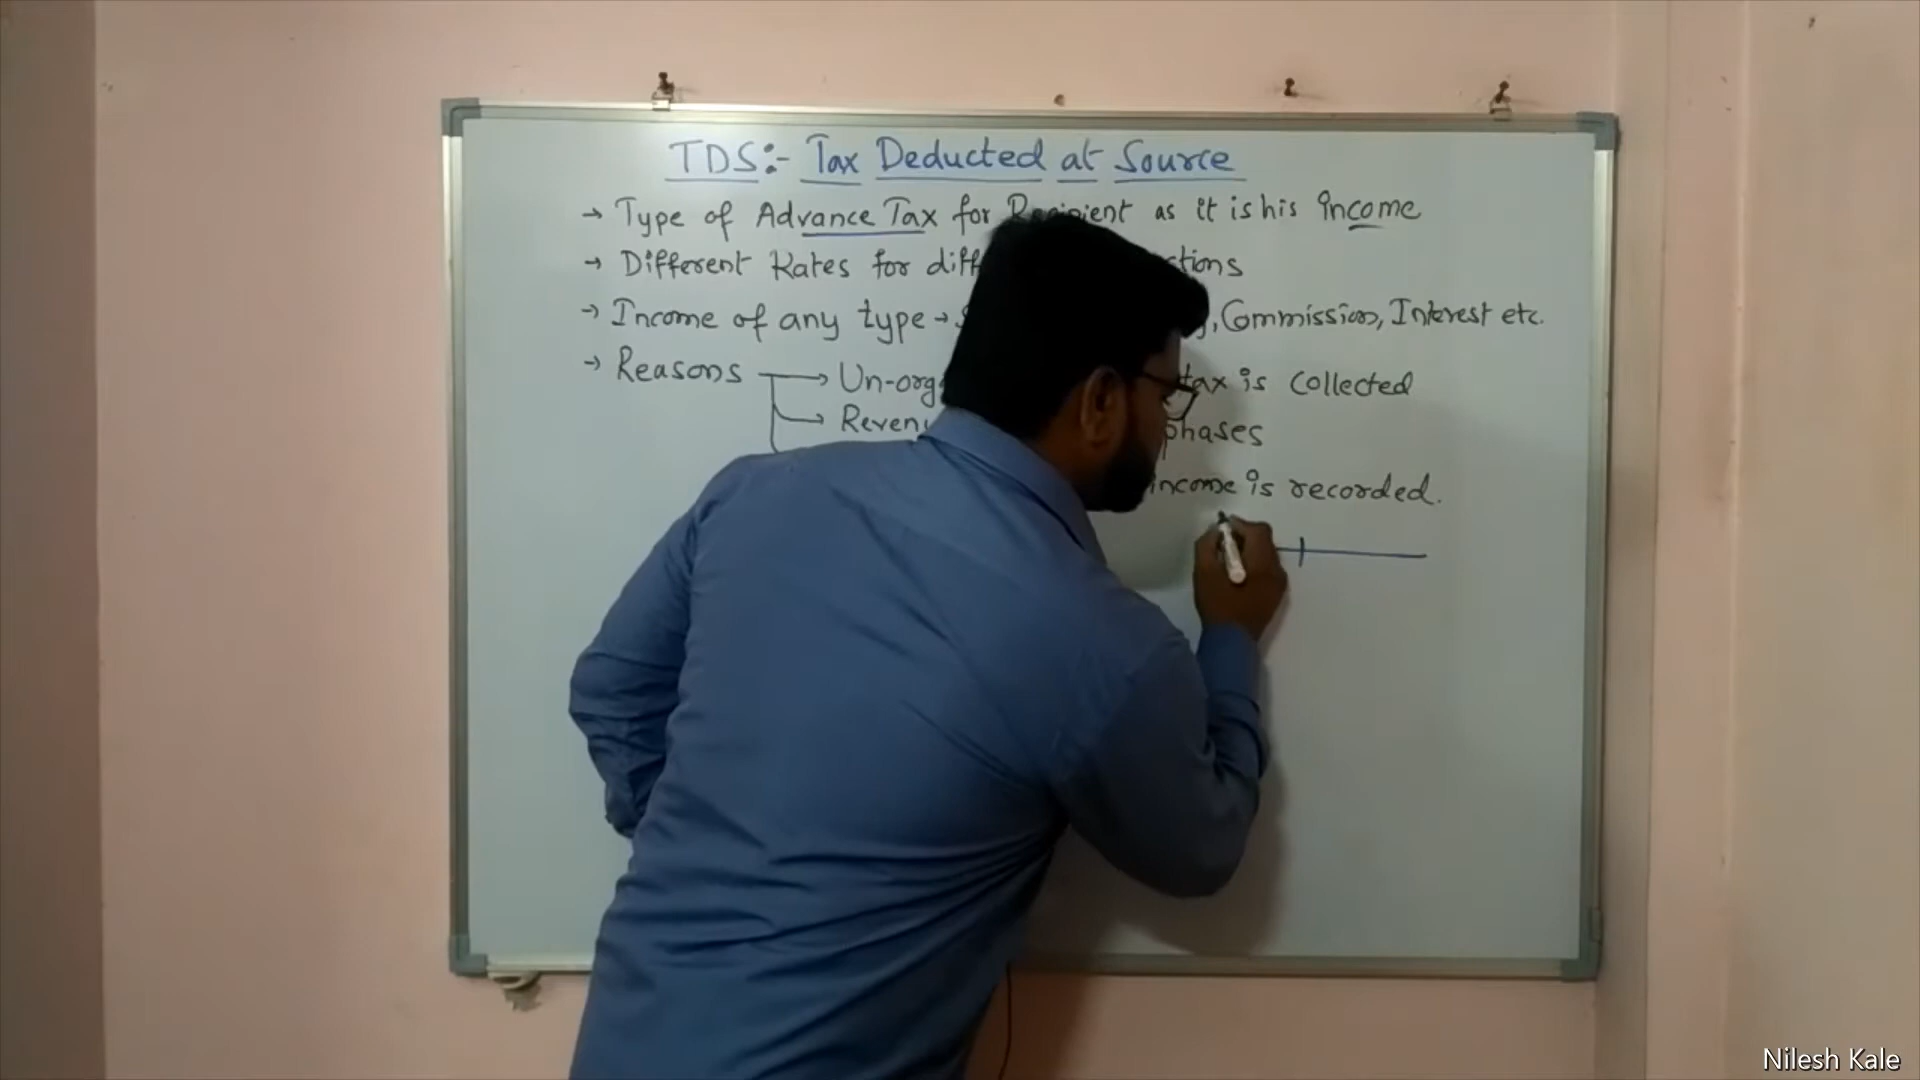 TDS:- Tax Deducted at Source
→ Type of Advance Tax for Recipient as it is his income
→ Different Rates for diff ctions
→ Income of any type → , Commission, Interest etc.
→ Reasons → Un-org tax is collected
→ Reven phases
income is recorded.
Nilesh Kale